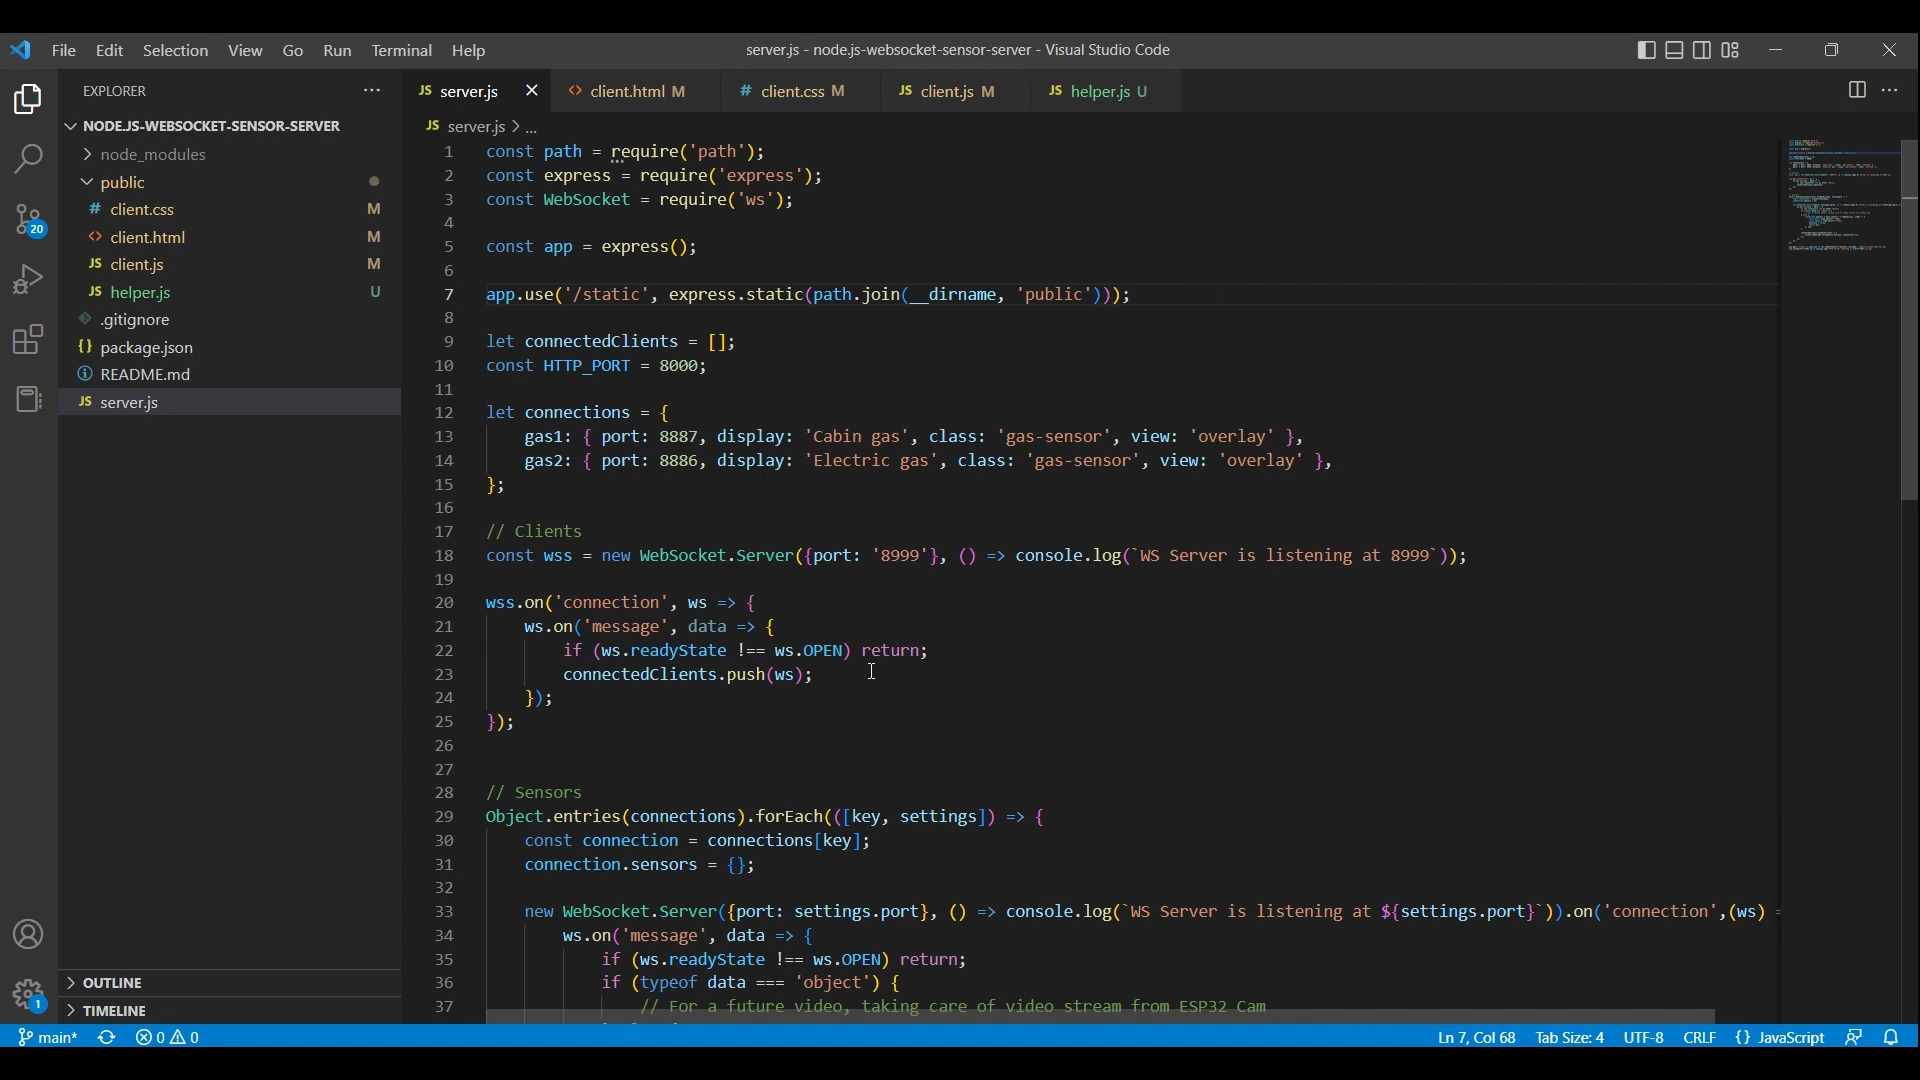 File Edit Selection View Go Run Terminal Help
server.js - node.js-websocket-sensor-server - Visual Studio Code
EXPLORER
NODE.JS-WEBSOCKET-SENSOR-SERVER
node_modules
public
# client.css M
<> client.html M
JS client.js M
JS helper.js U
.gitignore
{} package.json
README.md
JS server.js
OUTLINE
TIMELINE
20
1
JS server.js
<> client.html M
# client.css M
JS client.js M
JS helper.js U
JS server.js > ...
1 const path = require('path');
2 const express = require('express');
3 const WebSocket = require('ws');
4
5 const app = express();
6
7 app.use('/static', express.static(path.join(__dirname, 'public')));
8
9 let connectedClients = [];
10 const HTTP_PORT = 8000;
11
12 let connections = {
13 gas1: { port: 8887, display: 'Cabin gas', class: 'gas-sensor', view: 'overlay' },
14 gas2: { port: 8886, display: 'Electric gas', class: 'gas-sensor', view: 'overlay' },
15 };
16
17 // Clients
18 const wss = new WebSocket.Server({port: '8999'}, () => console.log(`WS Server is listening at 8999`));
19
20 wss.on('connection', ws => {
21 ws.on('message', data => {
22 if (ws.readyState !== ws.OPEN) return;
23 connectedClients.push(ws);
24 });
25 });
26
27
28 // Sensors
29 Object.entries(connections).forEach(([key, settings]) => {
30 const connection = connections[key];
31 connection.sensors = {};
32
33 new WebSocket.Server({port: settings.port}, () => console.log(`WS Server is listening at ${settings.port}`)).on('connection',(ws) =
34 ws.on('message', data => {
35 if (ws.readyState !== ws.OPEN) return;
36 if (typeof data === 'object') {
37 // For a future video, taking care of video stream from ESP32 Cam
main* 0 0
Ln 7, Col 68 Tab Size: 4 UTF-8 CRLF {} JavaScript